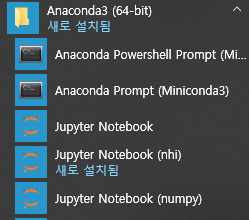 Anaconda3 (64-bit)
새로 설치됨
Anaconda Powershell Prompt (Mi...
Anaconda Prompt (Miniconda3)
Jupyter Notebook
Jupyter Notebook (nhi)
새로 설치됨
Jupyter Notebook (numpy)